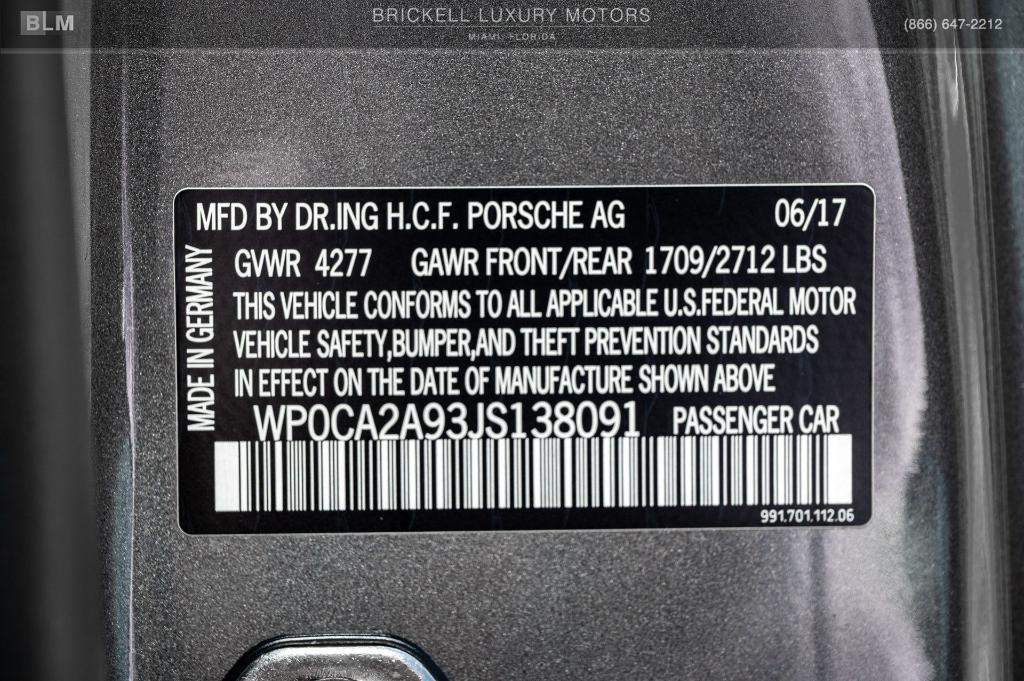 BLM
BRICKELL LUXURY MOTORS
MIAMI, FLORIDA
(866) 647-2212
MFD BY DR.ING H.C.F. PORSCHE AG 06/17
GVWR 4277 GAWR FRONT/REAR 1709/2712 LBS
THIS VEHICLE CONFORMS TO ALL APPLICABLE U.S.FEDERAL MOTOR
VEHICLE SAFETY,BUMPER,AND THEFT PREVENTION STANDARDS
IN EFFECT ON THE DATE OF MANUFACTURE SHOWN ABOVE
MADE IN GERMANY
WP0CA2A93JS138091 PASSENGER CAR
991.701.112.06